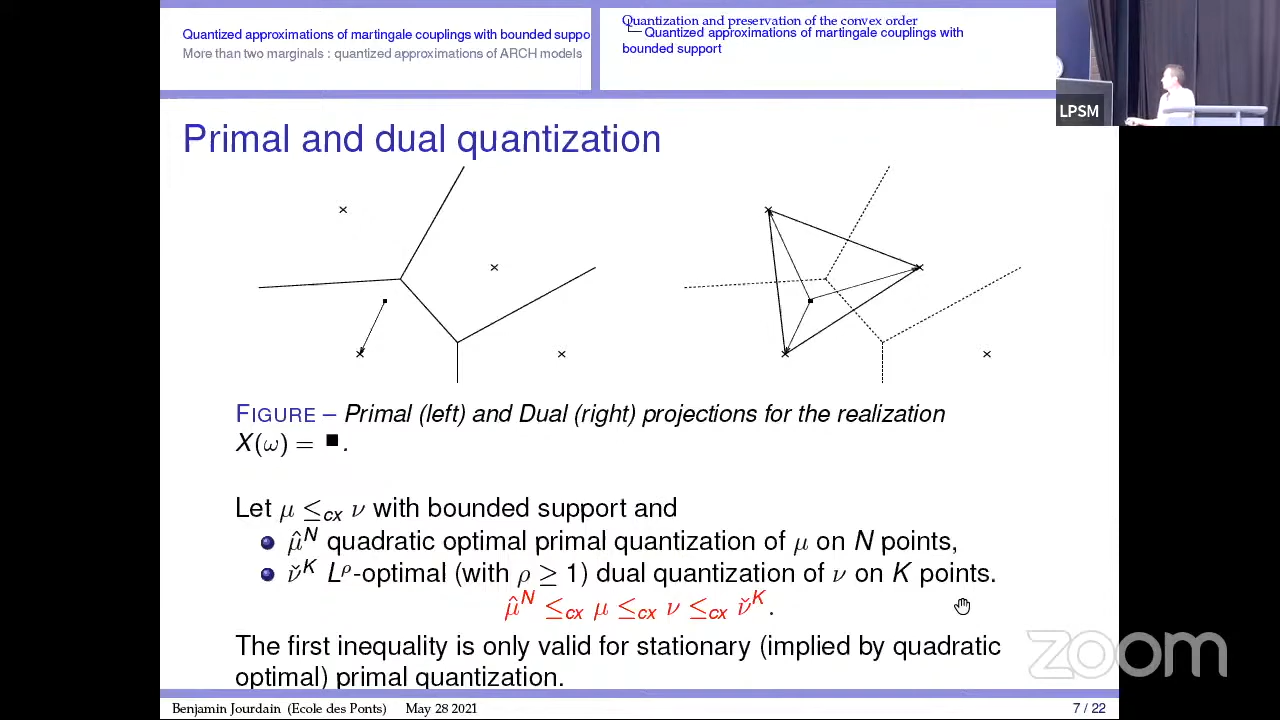 Quantized approximations of martingale couplings with bounded suppo
More than two marginals : quantized approximations of ARCH models
Quantization and preservation of the convex order
Quantized approximations of martingale couplings with
bounded support
LPSM
Primal and dual quantization
FIGURE – Primal (left) and Dual (right) projections for the realization
X(ω) = ■.
Let μ ≤cx ν with bounded support and
μ̂^N quadratic optimal primal quantization of μ on N points,
ν̌^K L^ρ-optimal (with ρ ≥ 1) dual quantization of ν on K points.
μ̂^N ≤cx μ ≤cx ν ≤cx ν̌^K.
The first inequality is only valid for stationary (implied by quadratic
optimal) primal quantization.
zoom
Benjamin Jourdain (Ecole des Ponts) May 28 2021 7 / 22